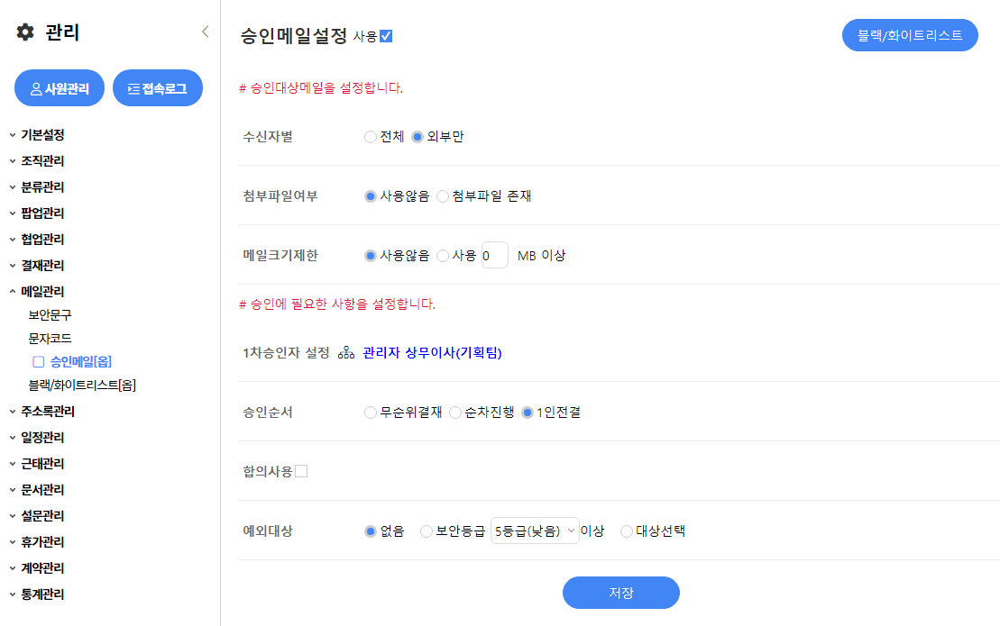 관리
사원관리 접속로그
기본설정
조직관리
분류관리
팝업관리
협업관리
결재관리
메일관리
보안문구
문자코드
승인메일[옵]
블랙/화이트리스트[옵]
주소록관리
일정관리
근태관리
문서관리
설문관리
휴가관리
계약관리
통계관리
승인메일설정 사용
블랙/화이트리스트
# 승인대상메일을 설정합니다.
수신자별 전체 외부만
첨부파일여부 사용않음 첨부파일 존재
메일크기제한 사용않음 사용 0 MB 이상
# 승인에 필요한 사항을 설정합니다.
1차승인자 설정 관리자 상무이사(기획팀)
승인순서 무순위결재 순차진행 1인전결
합의사용
예외대상 없음 보안등급 5등급(낮음) 이상 대상선택
저장